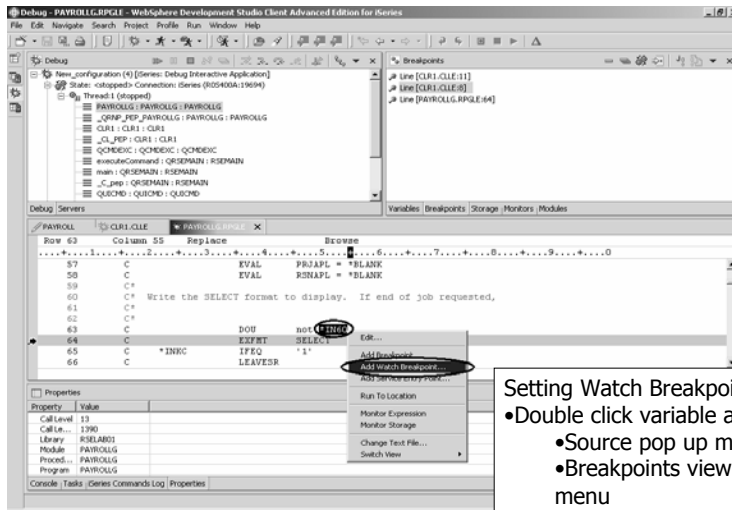 Debug - PAYROLLG.RPGLE - WebSphere Development Studio Client Advanced Edition for iSeries
File Edit Navigate Search Project Profile Run Window Help
Debug
New_configuration (4) [iSeries: Debug Interactive Application]
State: <stopped> Connection: iSeries (RDS400A:19694)
Thread:1 (stopped)
PAYROLLG : PAYROLLG : PAYROLLG
_QRNP_PEP_PAYROLLG : PAYROLLG : PAYROLLG
CLR1 : CLR1 : CLR1
_CL_PEP : CLR1 : CLR1
QCMDEXC : QCMDEXC : QCMDEXC
executeCommand : QRSEMAIN : RSEMAIN
main : QRSEMAIN : RSEMAIN
_C_pep : QRSEMAIN : RSEMAIN
QUICMD : QUICMD : QUICMD
Debug Servers
Breakpoints
Line [CLR1.CLLE:11]
Line [CLR1.CLLE:8]
Line [PAYROLLG.RPGLE:64]
Variables Breakpoints Storage Monitors Modules
PAYROLL CLR1.CLLE PAYROLLG.RPGLE
Row 63 Column 55 Replace Browse
....+....1....+....2....+....3....+....4....+....5....+....6....+....7....+....8....+....9....+....0
57 C EVAL PRJAPL = *BLANK
58 C EVAL RSNAPL = *BLANK
59 C*
60 C* Write the SELECT format to display. If end of job requested,
61 C*
62 C*
63 C DOU not *IN60
64 C EXFMT SELECT
65 C *INKC IFEQ '1'
66 C LEAVESR
Edit...
Add Breakpoint
Add Watch Breakpoint...
Add Service Entry Point...
Run To Location
Monitor Expression
Monitor Storage
Change Text File...
Switch View
Properties
Property Value
Call Level 13
Call Le... 1390
Library RSELAB01
Module PAYROLLG
Proced... PAYROLLG
Program PAYROLLG
Console Tasks iSeries Commands Log Properties
Setting Watch Breakpoi
•Double click variable a
•Source pop up m
•Breakpoints view
menu